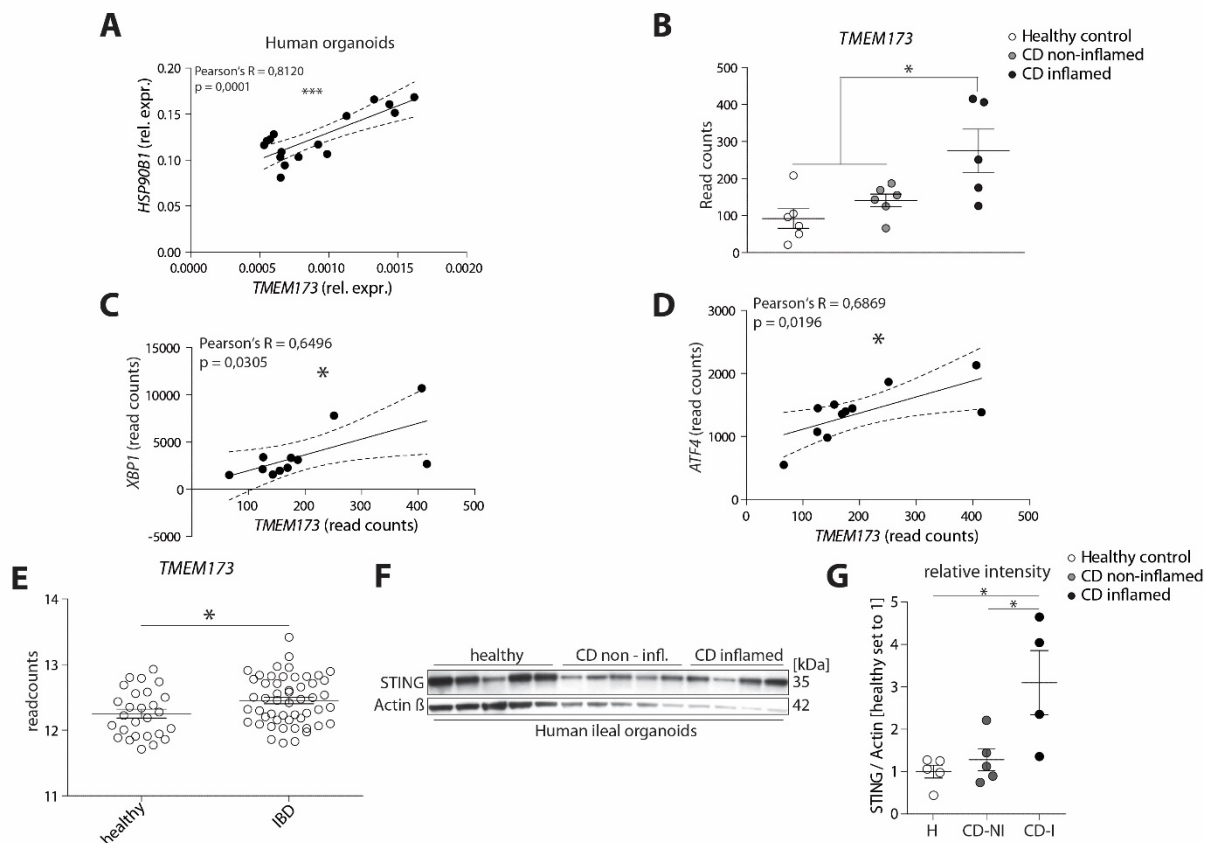 A
Human organoids
Pearson's R = 0,8120
p = 0,0001
***
HSP90B1 (rel. expr.)
0.20
0.15
0.10
0.05
0.00
0.0000 0.0005 0.0010 0.0015 0.0020
TMEM173 (rel. expr.)
B
TMEM173
Healthy control
CD non-inflamed
CD inflamed
*
Read counts
500
400
300
200
100
0
C
Pearson's R = 0,6496
p = 0,0305
*
XBP1 (read counts)
15000
10000
5000
0
-5000
100 200 300 400 500
TMEM173 (read counts)
D
Pearson's R = 0,6869
p = 0,0196
*
ATF4 (read counts)
3000
2000
1000
0
0 100 200 300 400 500
TMEM173 (read counts)
E
TMEM173
*
readcounts
14
13
12
11
healthy IBD
F
healthy CD non - infl. CD inflamed [kDa]
STING 35
Actin ß 42
Human ileal organoids
G
Healthy control
CD non-inflamed
CD inflamed
relative intensity
*
*
STING / Actin [healthy set to 1]
5
4
3
2
1
0
H CD-NI CD-I